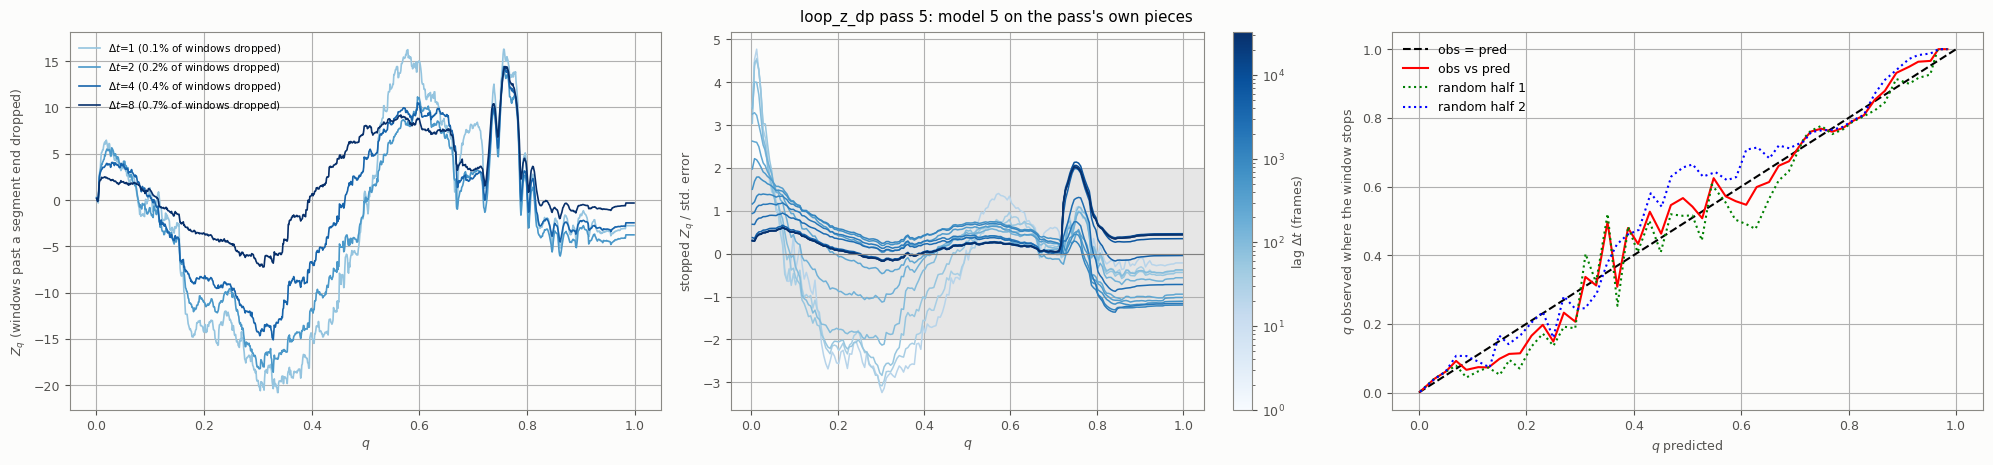 loop_z_dp pass 5: model 5 on the pass's own pieces
Z_q (windows past a segment end dropped)
15
10
5
0
−5
−10
−15
−20
Δt=1 (0.1% of windows dropped)
Δt=2 (0.2% of windows dropped)
Δt=4 (0.4% of windows dropped)
Δt=8 (0.7% of windows dropped)
0.0 0.2 0.4 0.6 0.8 1.0
q
stopped Z_q / std. error
5
4
3
2
1
0
−1
−2
−3
0.0 0.2 0.4 0.6 0.8 1.0
q
10^4
10^3
10^2
10^1
10^0
lag Δt (frames)
q observed where the window stops
1.0
0.8
0.6
0.4
0.2
0.0
obs = pred
obs vs pred
random half 1
random half 2
0.0 0.2 0.4 0.6 0.8 1.0
q predicted